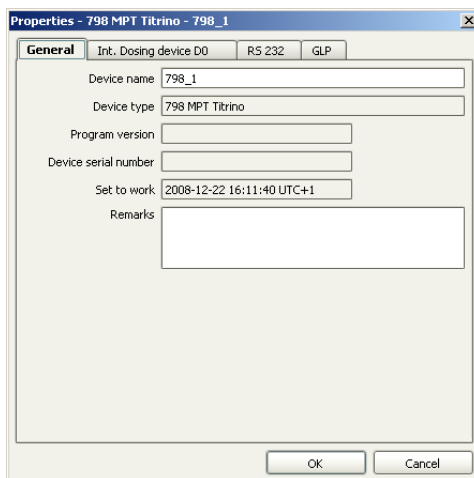 Properties - 798 MPT Titrino - 798_1
General Int. Dosing device D0 RS 232 GLP
Device name 798_1
Device type 798 MPT Titrino
Program version
Device serial number
Set to work 2008-12-22 16:11:40 UTC+1
Remarks
OK Cancel